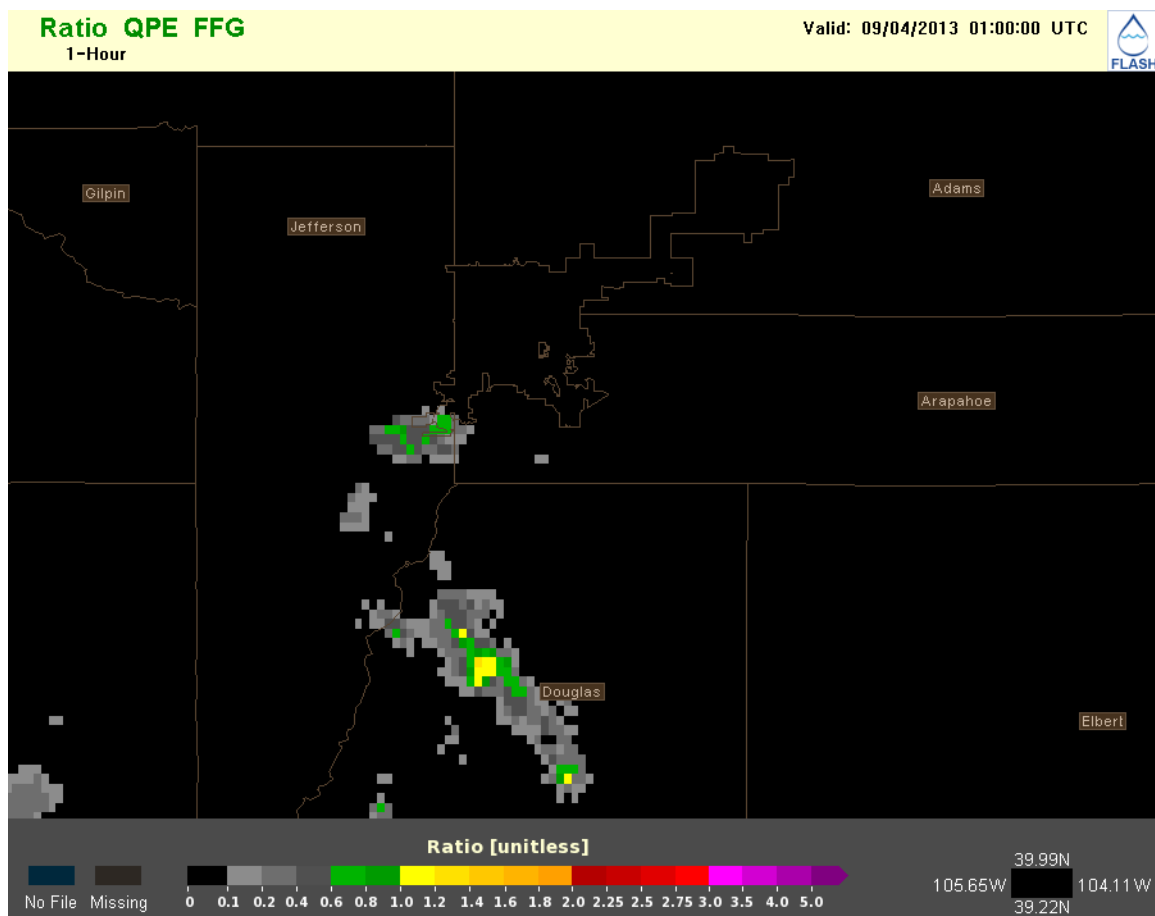 Ratio QPE FFG
1-Hour
Valid: 09/04/2013 01:00:00 UTC
FLASH
Gilpin
Jefferson
Adams
Arapahoe
Douglas
Elbert
Ratio [unitless]
No File
Missing
0 0.1 0.2 0.4 0.6 0.8 1.0 1.2 1.4 1.6 1.8 2.0 2.25 2.5 2.75 3.0 3.5 4.0 5.0
39.99N
105.65W
104.11W
39.22N